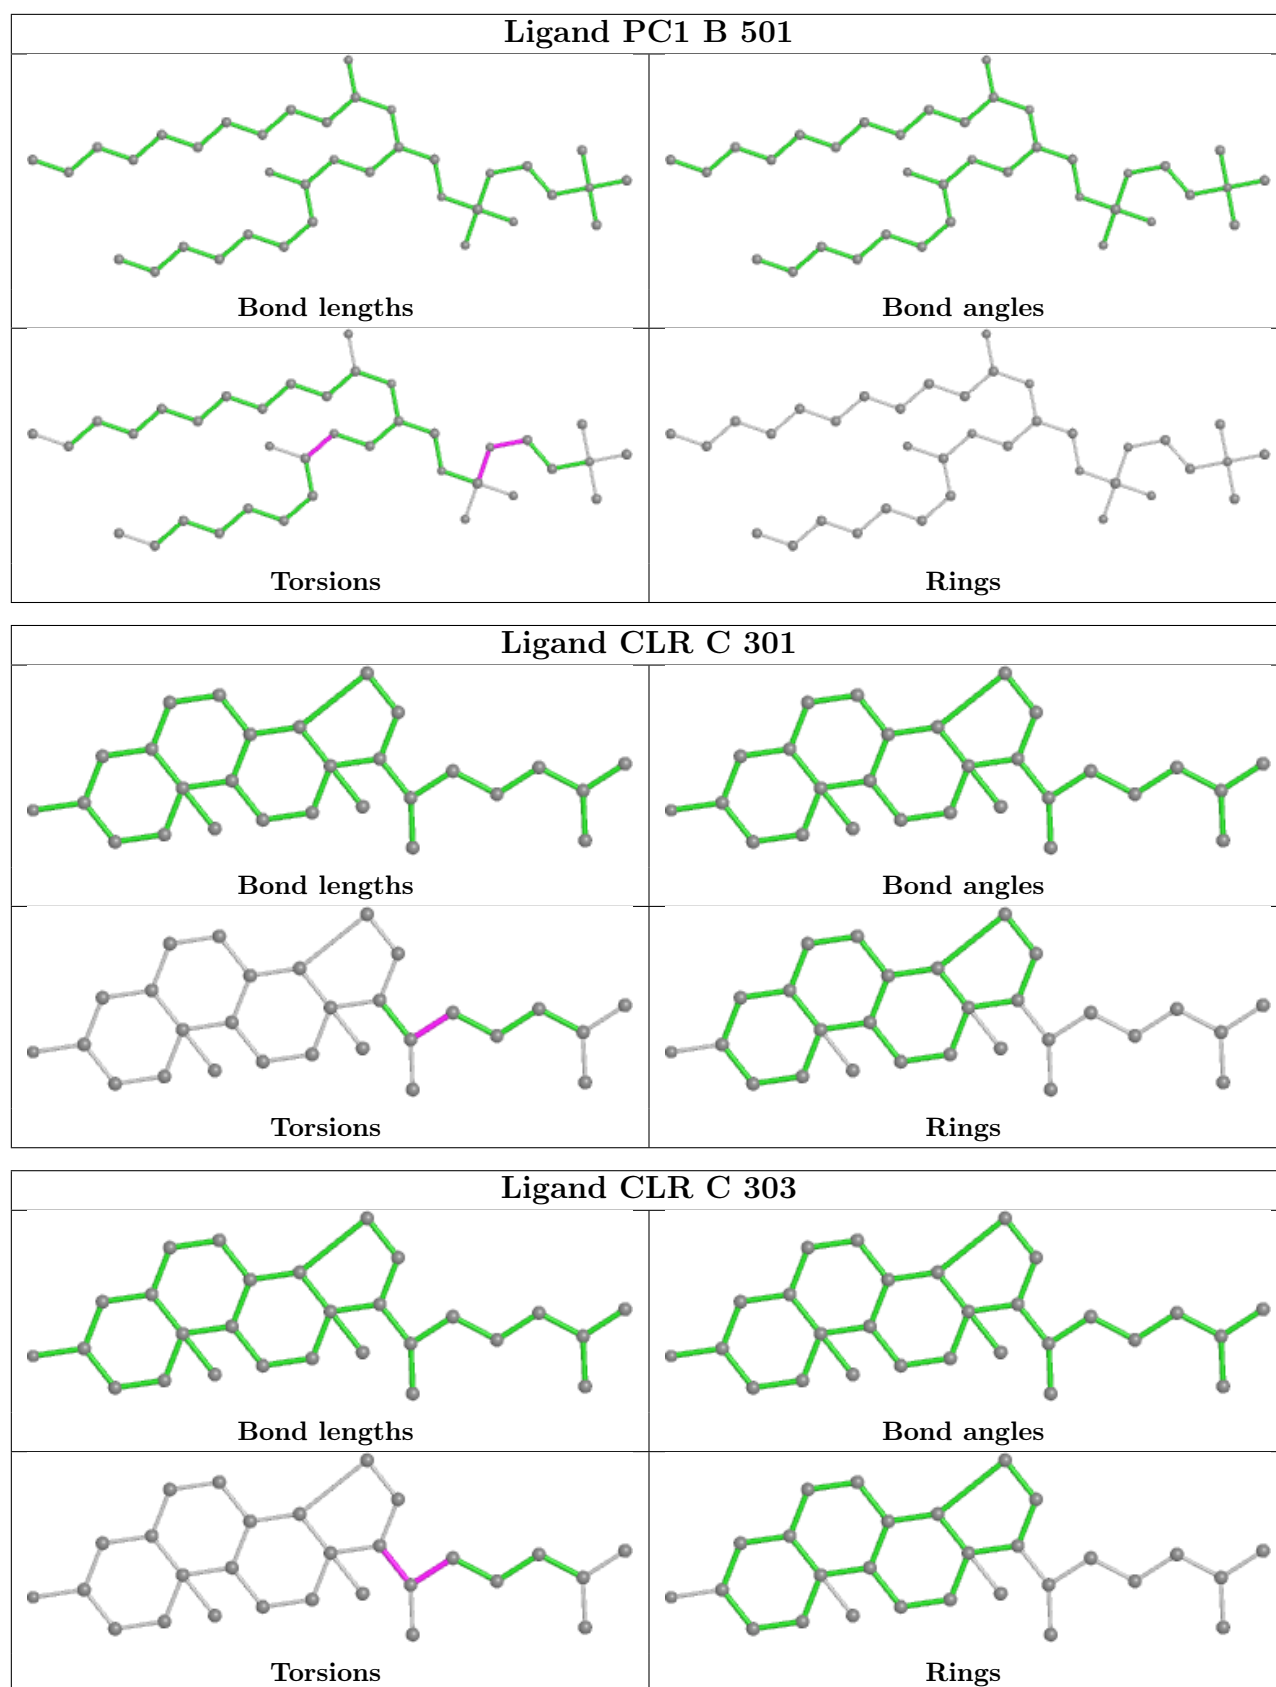 Ligand PC1 B 501
Bond lengths
Bond angles
Torsions
Rings
Ligand CLR C 301
Bond lengths
Bond angles
Torsions
Rings
Ligand CLR C 303
Bond lengths
Bond angles
Torsions
Rings